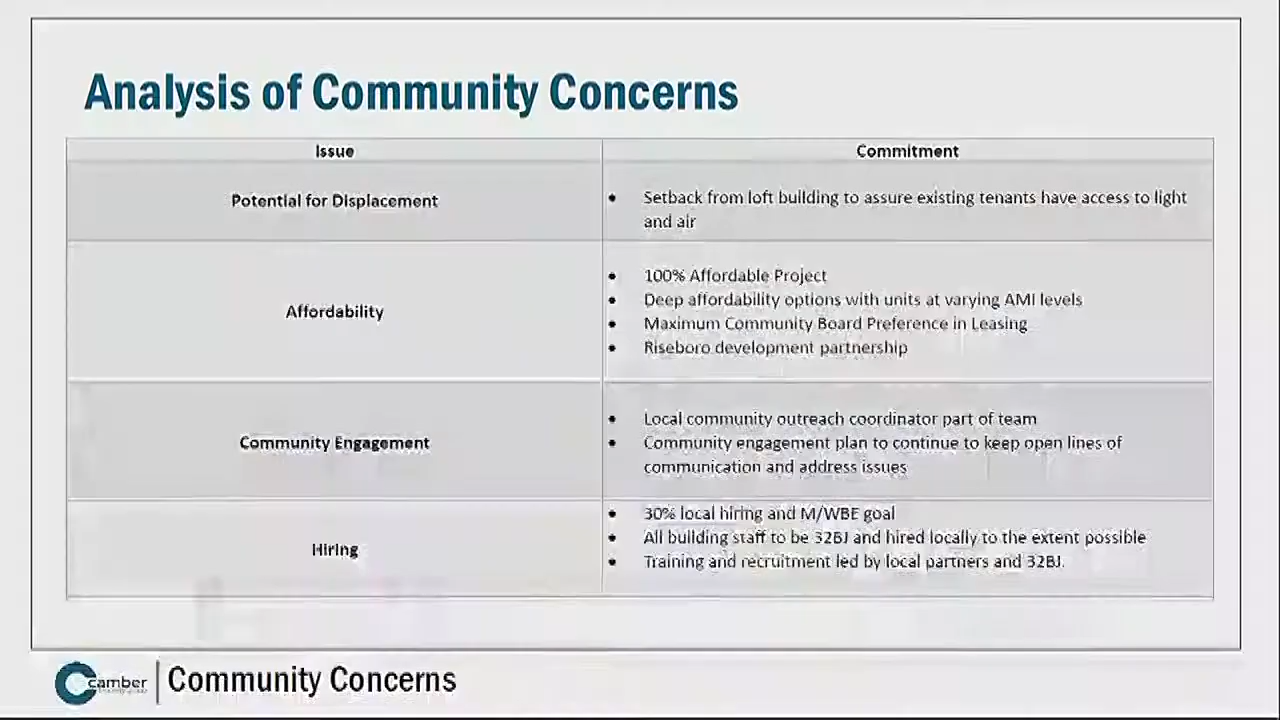 Analysis of Community Concerns
Issue
Commitment
Potential for Displacement
• Setback from loft building to assure existing tenants have access to light
and air
Affordability
• 100% Affordable Project
• Deep affordability options with units at varying AMI levels
• Maximum Community Board Preference in Leasing
• Riseboro development partnership
Community Engagement
• Local community outreach coordinator part of team
• Community engagement plan to continue to keep open lines of
communication and address issues
Hiring
• 30% local hiring and M/WBE goal
• All building staff to be 32BJ and hired locally to the extent possible
• Training and recruitment led by local partners and 32BJ.
camber
Community Concerns